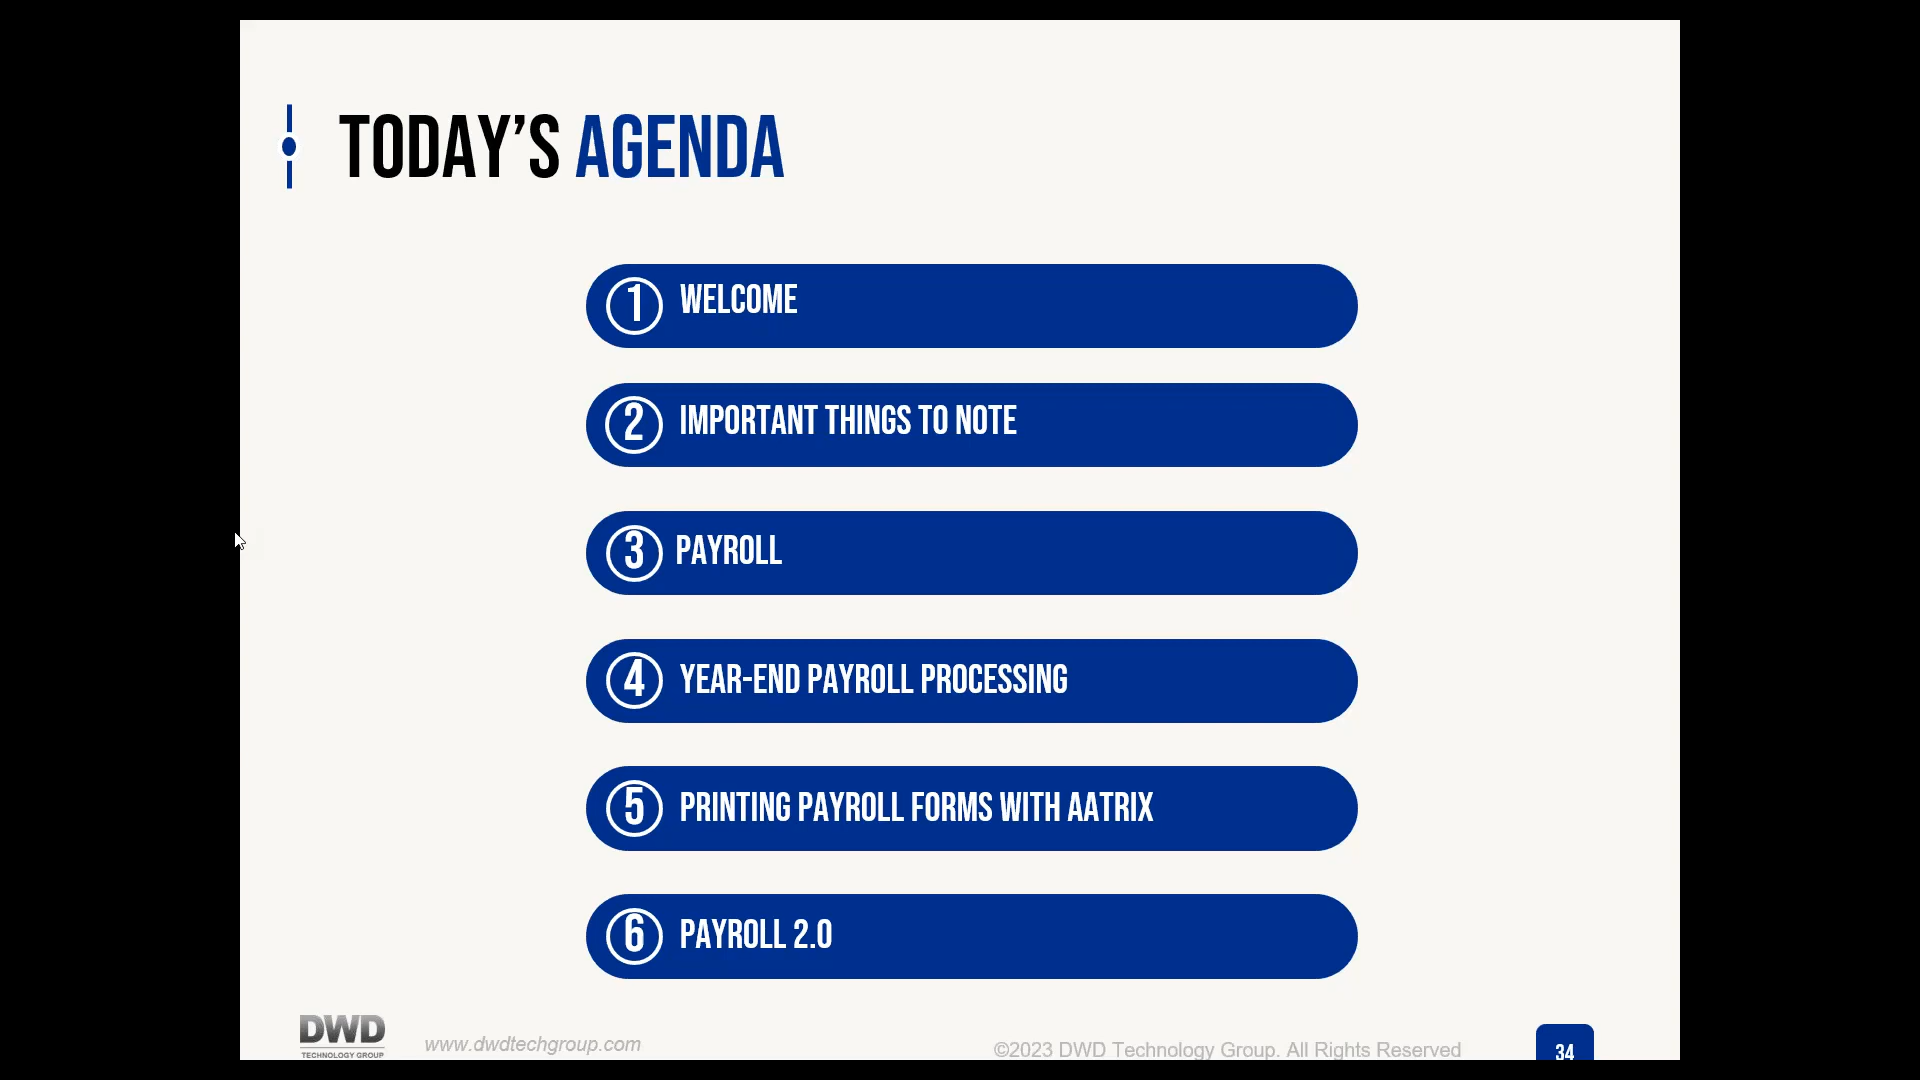 TODAY'S AGENDA
1 WELCOME
2 IMPORTANT THINGS TO NOTE
3 PAYROLL
4 YEAR-END PAYROLL PROCESSING
5 PRINTING PAYROLL FORMS WITH AATRIX
6 PAYROLL 2.0
DWD
TECHNOLOGY GROUP
www.dwdtechgroup.com
©2023 DWD Technology Group. All Rights Reserved
34